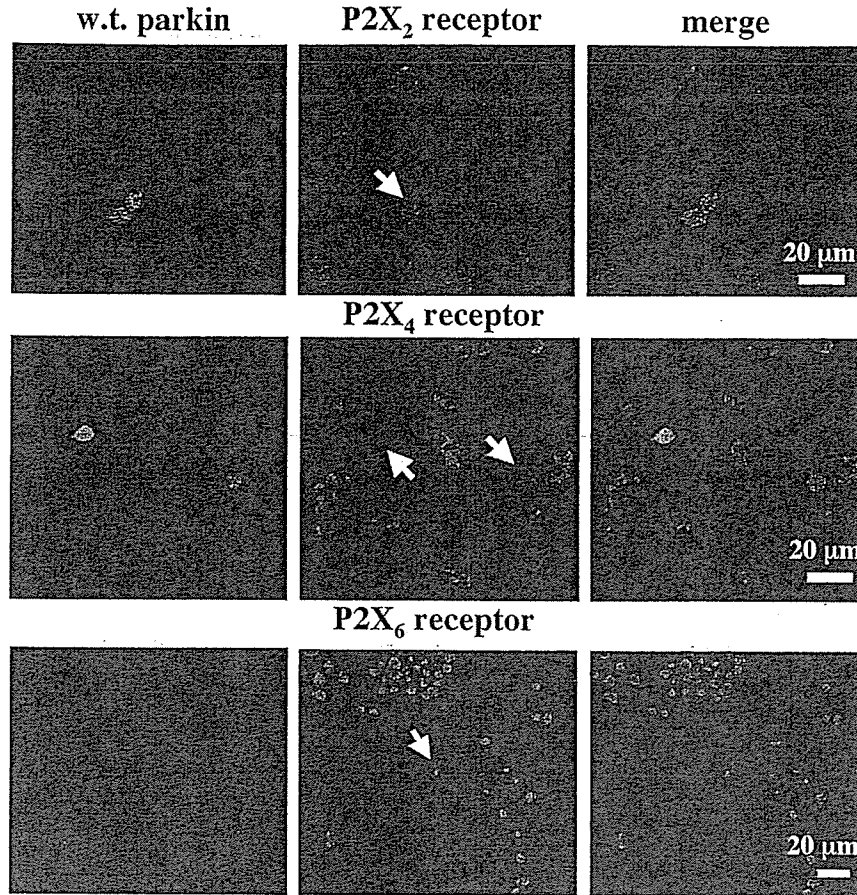 w.t. parkin P2X₂ receptor merge
20 μm
P2X₄ receptor
20 μm
P2X₆ receptor
20 μm